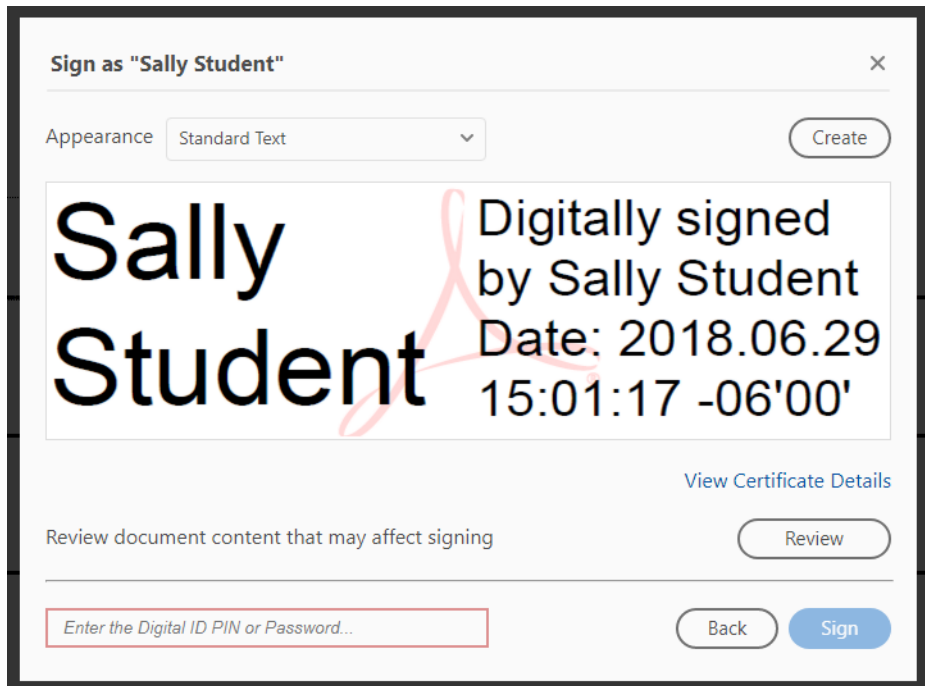 Sign as "Sally Student"
Appearance
Standard Text
Create
Sally
Student
Digitally signed
by Sally Student
Date: 2018.06.29
15:01:17 -06'00'
View Certificate Details
Review document content that may affect signing
Review
Enter the Digital ID PIN or Password...
Back
Sign